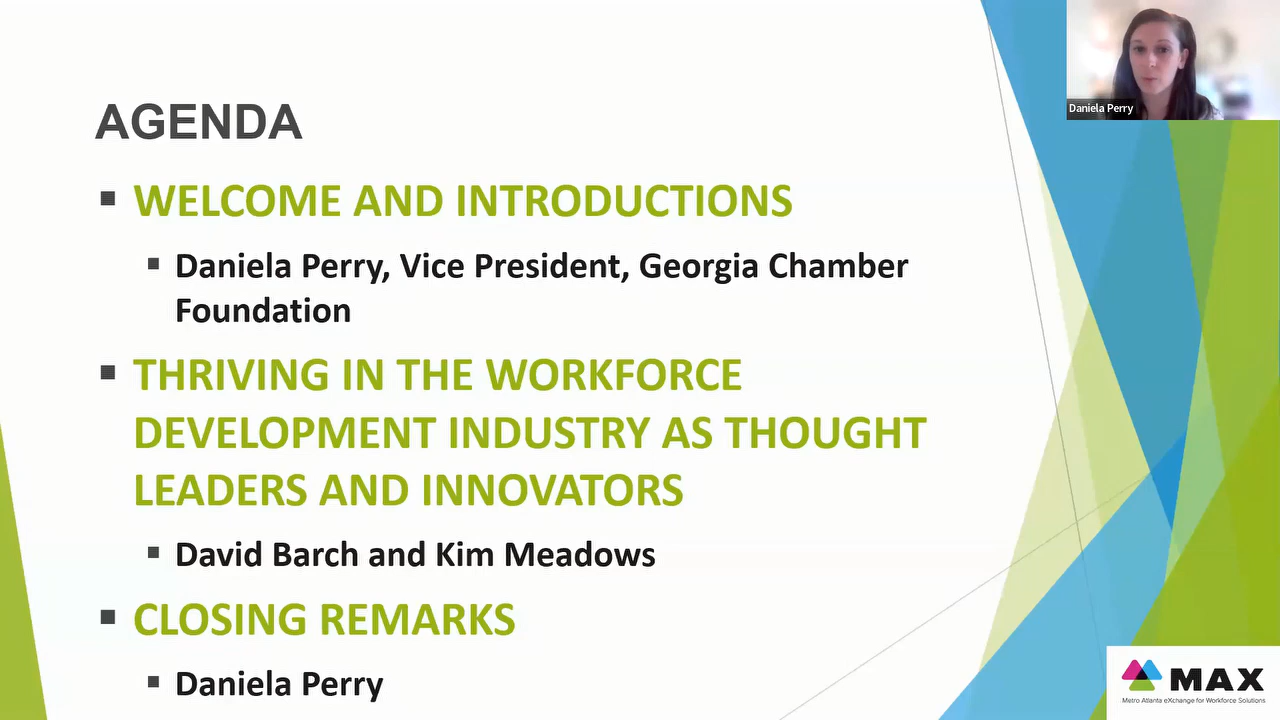 AGENDA
WELCOME AND INTRODUCTIONS
Daniela Perry, Vice President, Georgia Chamber
Foundation
THRIVING IN THE WORKFORCE
DEVELOPMENT INDUSTRY AS THOUGHT
LEADERS AND INNOVATORS
David Barch and Kim Meadows
CLOSING REMARKS
Daniela Perry
Daniela Perry
MAX
Metro Atlanta eXchange for Workforce Solutions